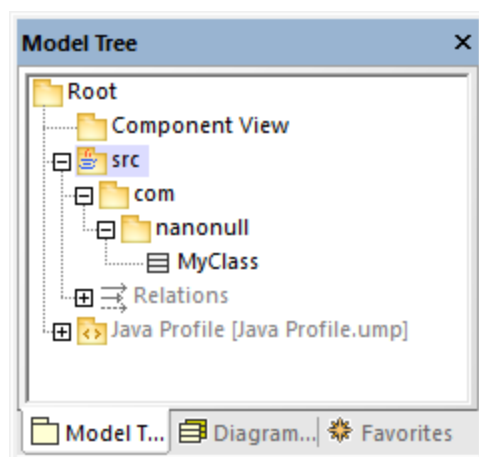 Model Tree
Root
Component View
src
com
nanonull
MyClass
Relations
Java Profile [Java Profile.ump]
Model T... Diagram... Favorites